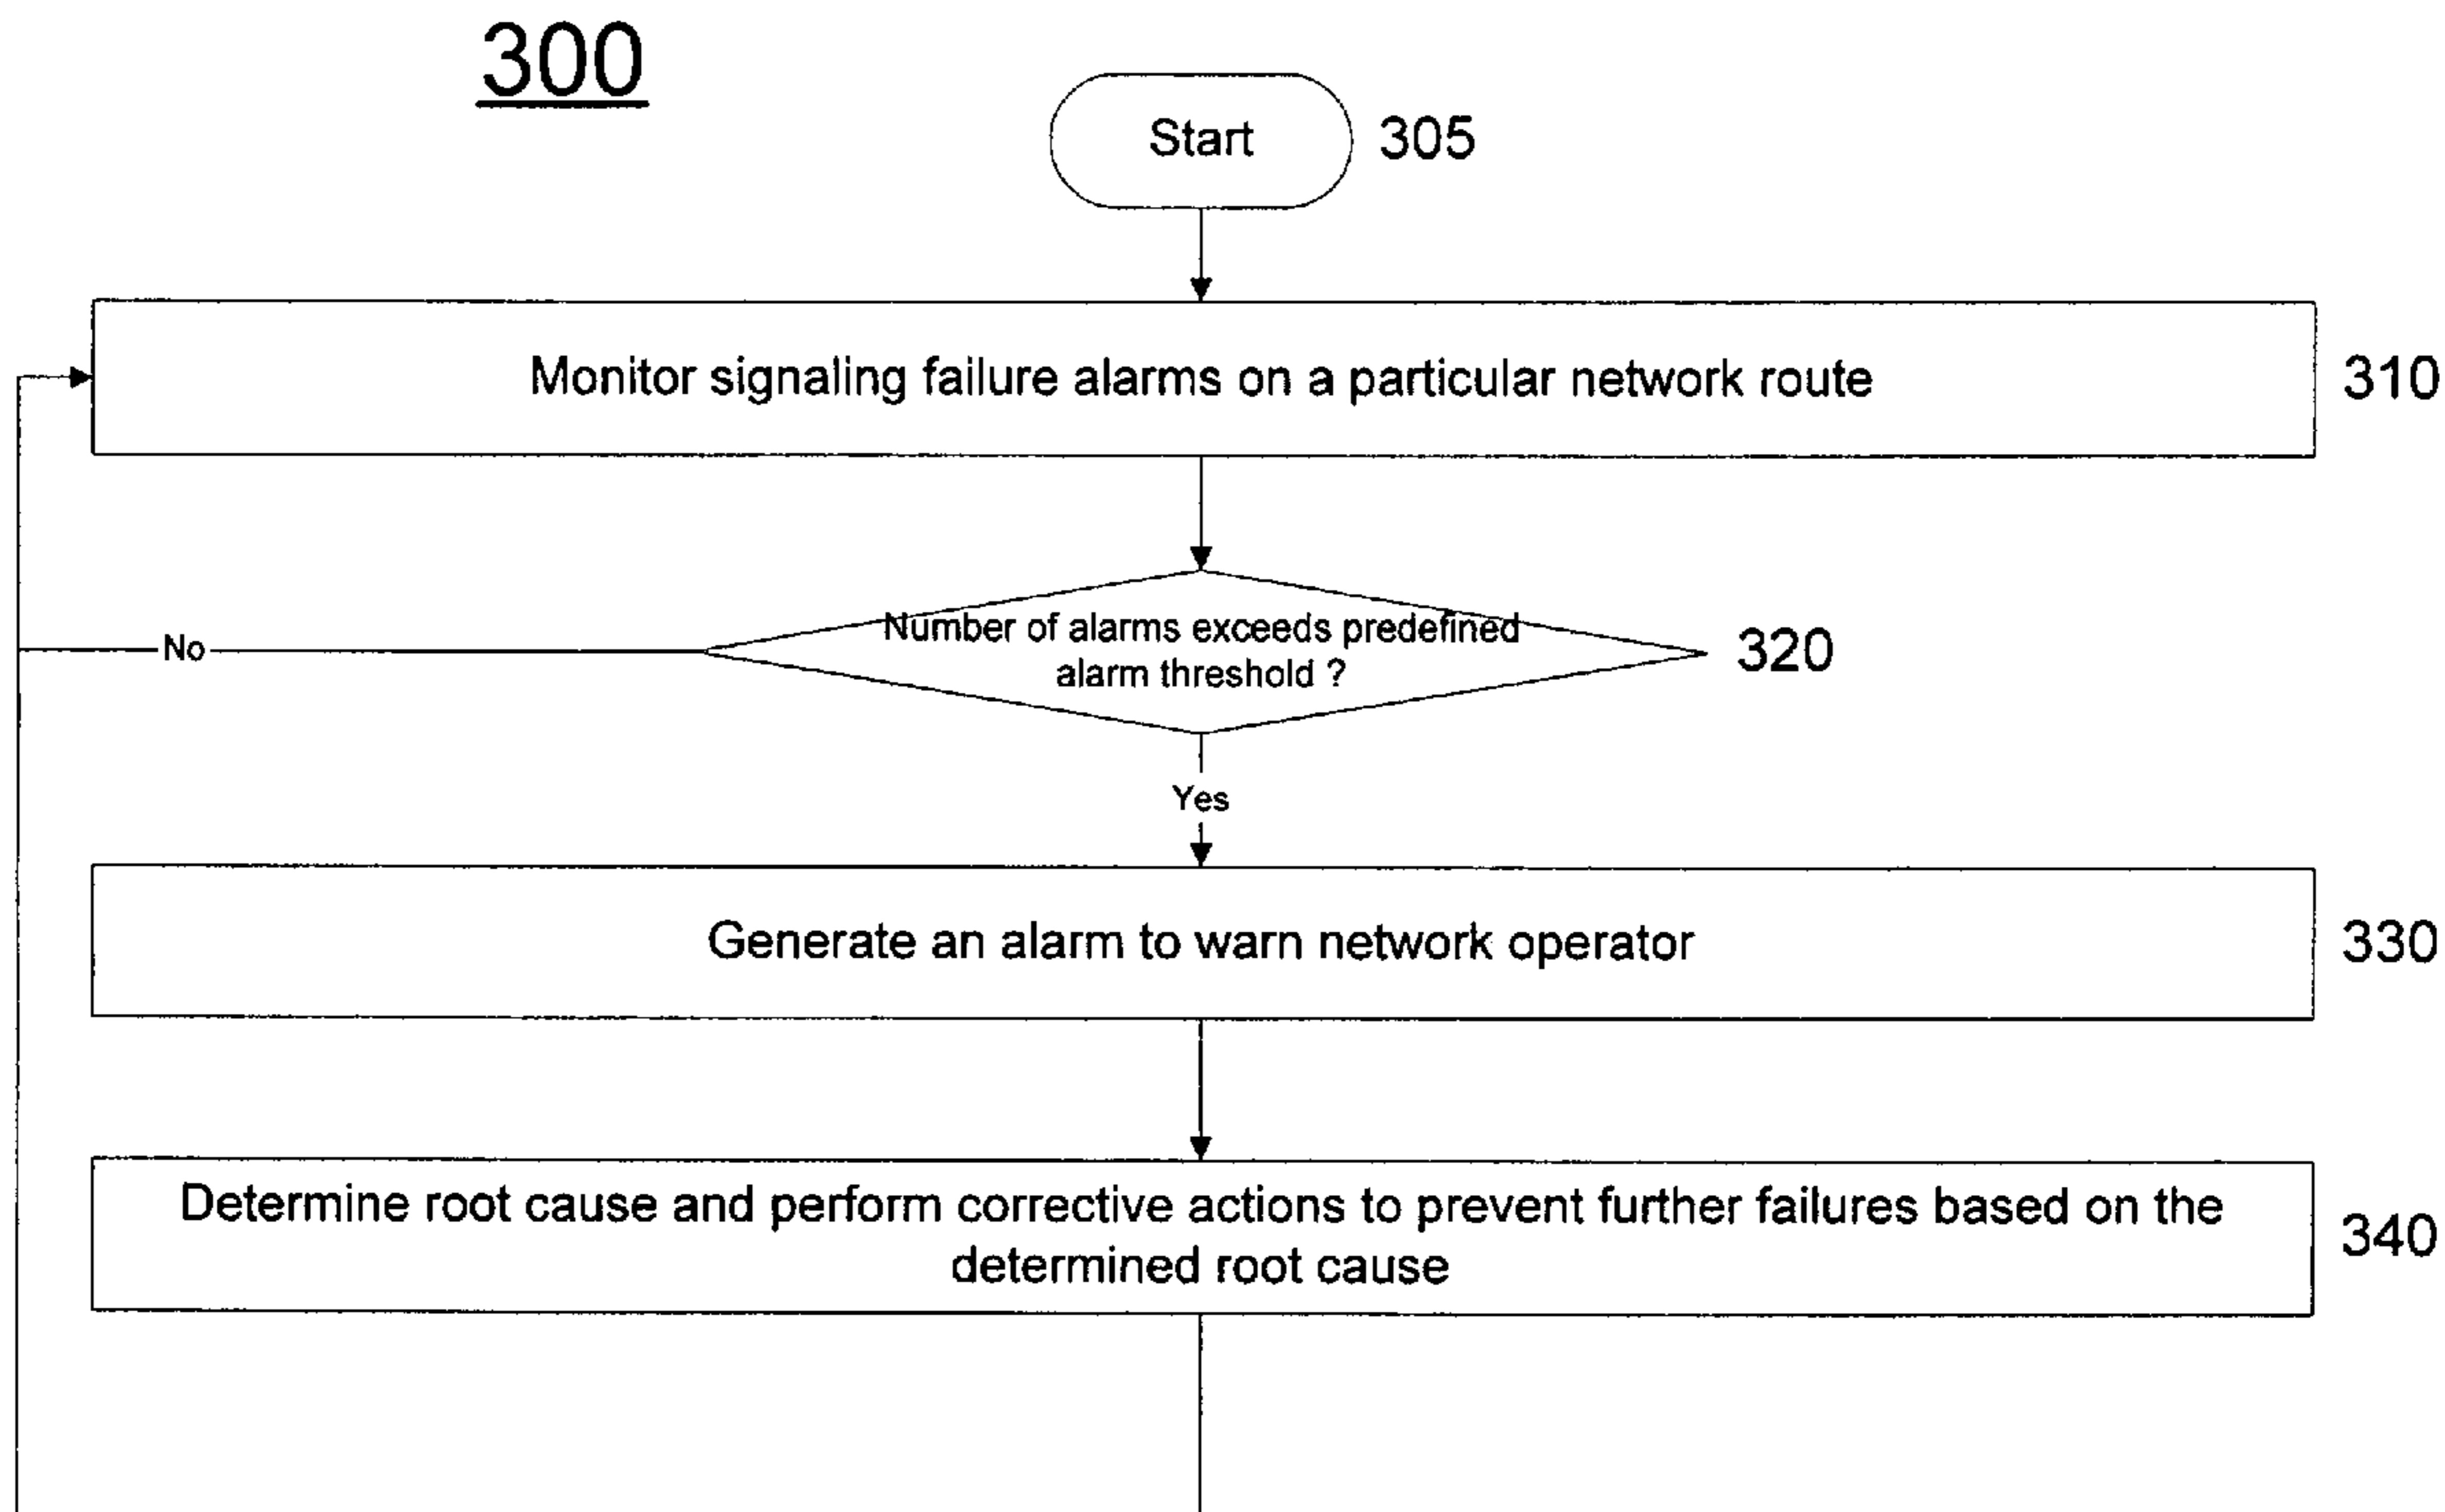 300
Start
305
Monitor signaling failure alarms on a particular network route
310
Number of alarms exceeds predefined
alarm threshold ?
320
No
Yes
Generate an alarm to warn network operator
330
Determine root cause and perform corrective actions to prevent further failures based on the
determined root cause
340